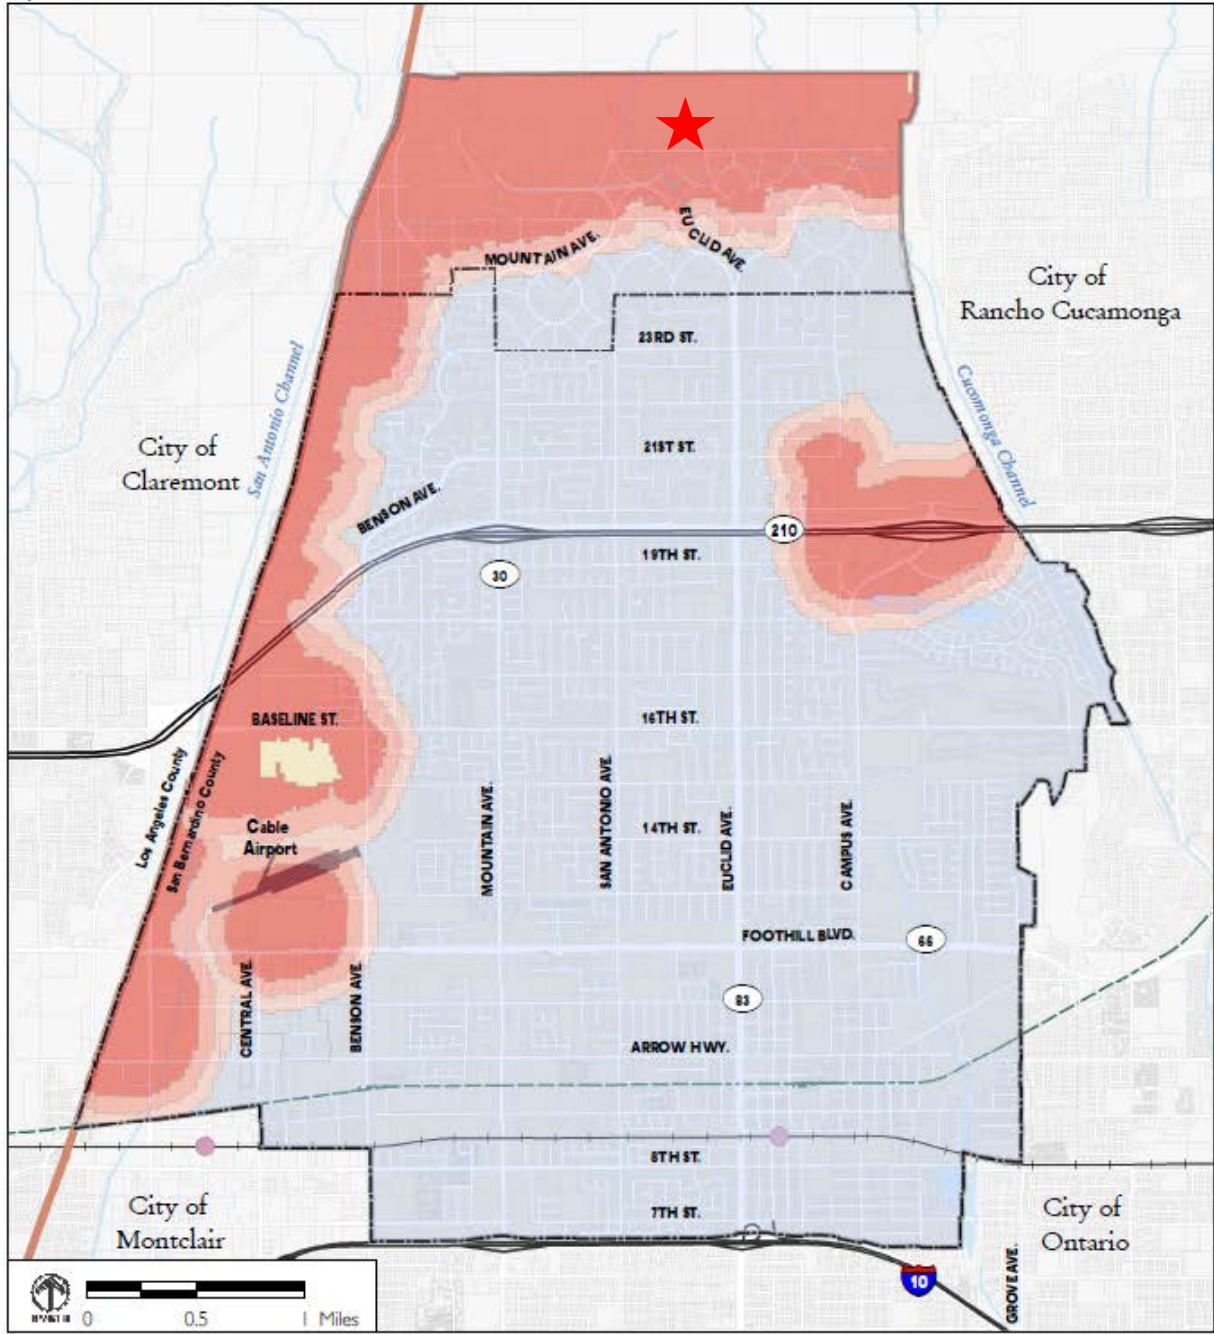 EUCLID AVE.
MOUNTAIN AVE.
City of
Rancho Cucamonga
23RD ST.
San Antonio Channel
Cucomonga Channel
City of
Claremont
21ST ST.
BENSON AVE.
210
19TH ST.
30
BASELINE ST.
16TH ST.
Los Angeles County
San Bernardino County
Cable
Airport
MOUNTAIN AVE.
SAN ANTONIO AVE.
14TH ST.
EUCLID AVE.
CAMPUS AVE.
FOOTHILL BLVD.
66
CENTRAL AVE.
BENSON AVE.
83
ARROW HWY.
8TH ST.
City of
Montclair
7TH ST.
City of
Ontario
GROVE AVE.
10
0 0.5 1 Miles